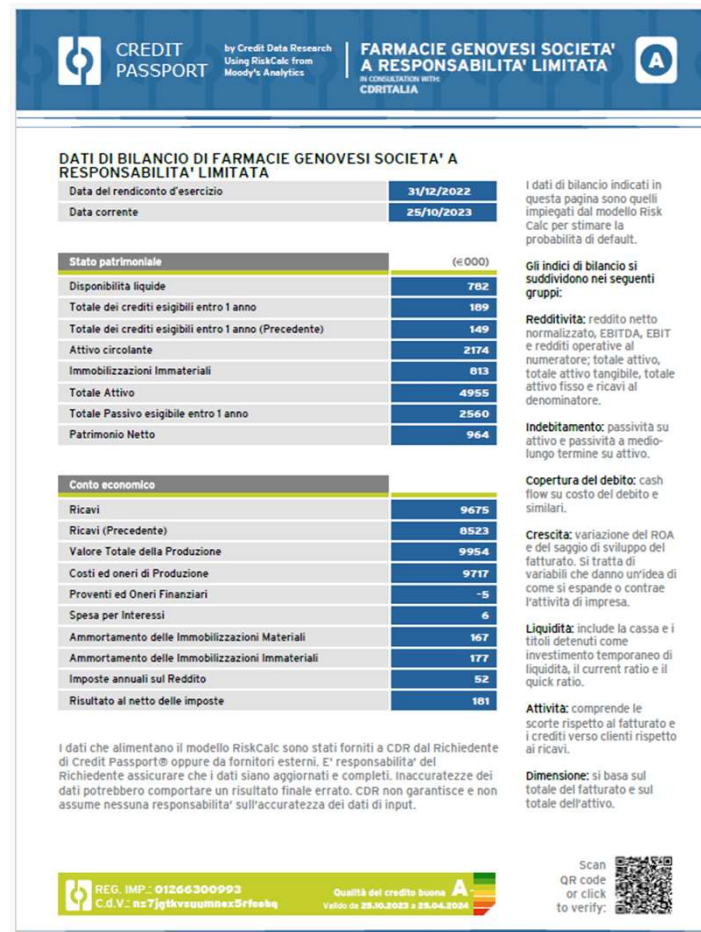 CREDIT
PASSPORT
by Credit Data Research
Using RiskCalc from
Moody's Analytics
FARMACIE GENOVESI SOCIETA'
A RESPONSABILITA' LIMITATA
IN CONSULTATION WITH:
CDRITALIA
A
DATI DI BILANCIO DI FARMACIE GENOVESI SOCIETA' A
RESPONSABILITA' LIMITATA
Data del rendiconto d'esercizio 31/12/2022
Data corrente 25/10/2023
Stato patrimoniale (€000)
Disponibilità liquide 782
Totale dei crediti esigibili entro 1 anno 189
Totale dei crediti esigibili entro 1 anno (Precedente) 149
Attivo circolante 2174
Immobilizzazioni Immateriali 813
Totale Attivo 4955
Totale Passivo esigibile entro 1 anno 2560
Patrimonio Netto 964
Conto economico
Ricavi 9675
Ricavi (Precedente) 8523
Valore Totale della Produzione 9954
Costi ed oneri di Produzione 9717
Proventi ed Oneri Finanziari -5
Spesa per Interessi 6
Ammortamento delle Immobilizzazioni Materiali 167
Ammortamento delle Immobilizzazioni Immateriali 177
Imposte annuali sul Reddito 52
Risultato al netto delle imposte 181
I dati che alimentano il modello RiskCalc sono stati forniti a CDR dal Richiedente
di Credit Passport® oppure da fornitori esterni. E' responsabilita' del
Richiedente assicurare che i dati siano aggiornati e completi. Inaccuratezze dei
dati potrebbero comportare un risultato finale errato. CDR non garantisce e non
assume nessuna responsabilita' sull'accuratezza dei dati di input.
I dati di bilancio indicati in
questa pagina sono quelli
impiegati dal modello Risk
Calc per stimare la
probabilità di default.
Gli indici di bilancio si
suddividono nei seguenti
gruppi:
Redditività: reddito netto
normalizzato, EBITDA, EBIT
e redditi operative al
numeratore; totale attivo,
totale attivo tangibile, totale
attivo fisso e ricavi al
denominatore.
Indebitamento: passività su
attivo e passività a medio-
lungo termine su attivo.
Copertura del debito: cash
flow su costo del debito e
similari.
Crescita: variazione del ROA
e del saggio di sviluppo del
fatturato. Si tratta di
variabili che danno un'idea di
come si espande o contrae
l'attività di impresa.
Liquidità: include la cassa e i
titoli detenuti come
investimento temporaneo di
liquidità, il current ratio e il
quick ratio.
Attività: comprende le
scorte rispetto al fatturato e
i crediti verso clienti rispetto
ai ricavi.
Dimensione: si basa sul
totale del fatturato e sul
totale dell'attivo.
REG. IMP.: 01266300993
C.d.V.:
Qualità del credito buona A
Valido da 25.10.2023 a 25.04.2024
Scan
QR code
or click
to verify: